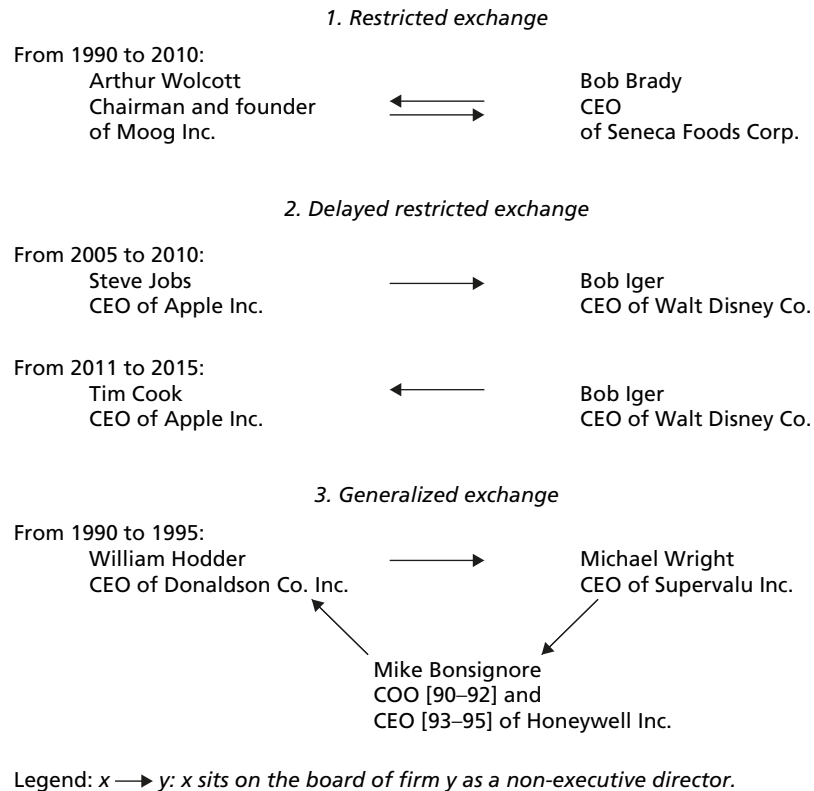 1. Restricted exchange
From 1990 to 2010:
Arthur Wolcott
Chairman and founder
of Moog Inc.
Bob Brady
CEO
of Seneca Foods Corp.
2. Delayed restricted exchange
From 2005 to 2010:
Steve Jobs
CEO of Apple Inc.
Bob Iger
CEO of Walt Disney Co.
From 2011 to 2015:
Tim Cook
CEO of Apple Inc.
Bob Iger
CEO of Walt Disney Co.
3. Generalized exchange
From 1990 to 1995:
William Hodder
CEO of Donaldson Co. Inc.
Michael Wright
CEO of Supervalu Inc.
Mike Bonsignore
COO [90–92] and
CEO [93–95] of Honeywell Inc.
Legend: x → y: x sits on the board of firm y as a non-executive director.